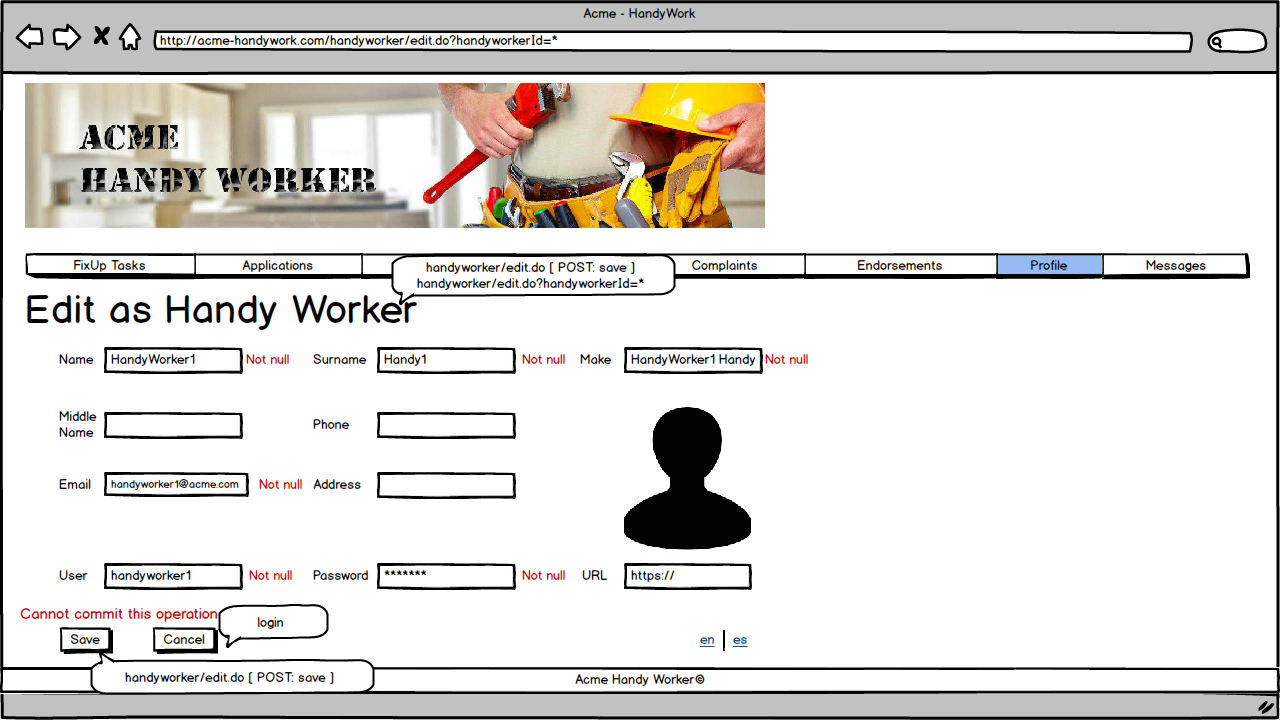 Acme - HandyWork
http://acme-handywork.com/handyworker/edit.do?handyworkerId=*
ACME
HANDY WORKER
FixUp Tasks
Applications
Complaints
Endorsements
Profile
Messages
handyworker/edit.do [ POST: save ]
handyworker/edit.do?handyworkerId=*
Edit as Handy Worker
Name
HandyWorker1
Not null
Surname
Handy1
Not null
Make
HandyWorker1 Handy
Not null
Middle
Name
Phone
Email
handyworker1@acme.com
Not null
Address
User
handyworker1
Not null
Password
*******
Not null
URL
https://
Cannot commit this operation
login
Save
Cancel
en
es
handyworker/edit.do [ POST: save ]
Acme Handy Worker©